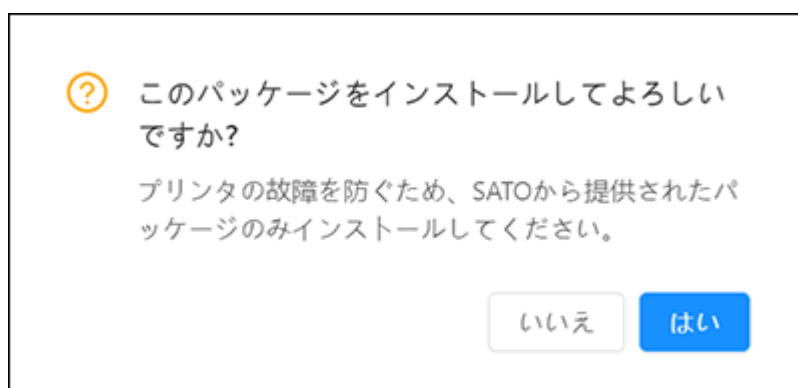 このパッケージをインストールしてよろしい
ですか?
プリンタの故障を防ぐため、SATOから提供されたパ
ッケージのみインストールしてください。
いいえ はい